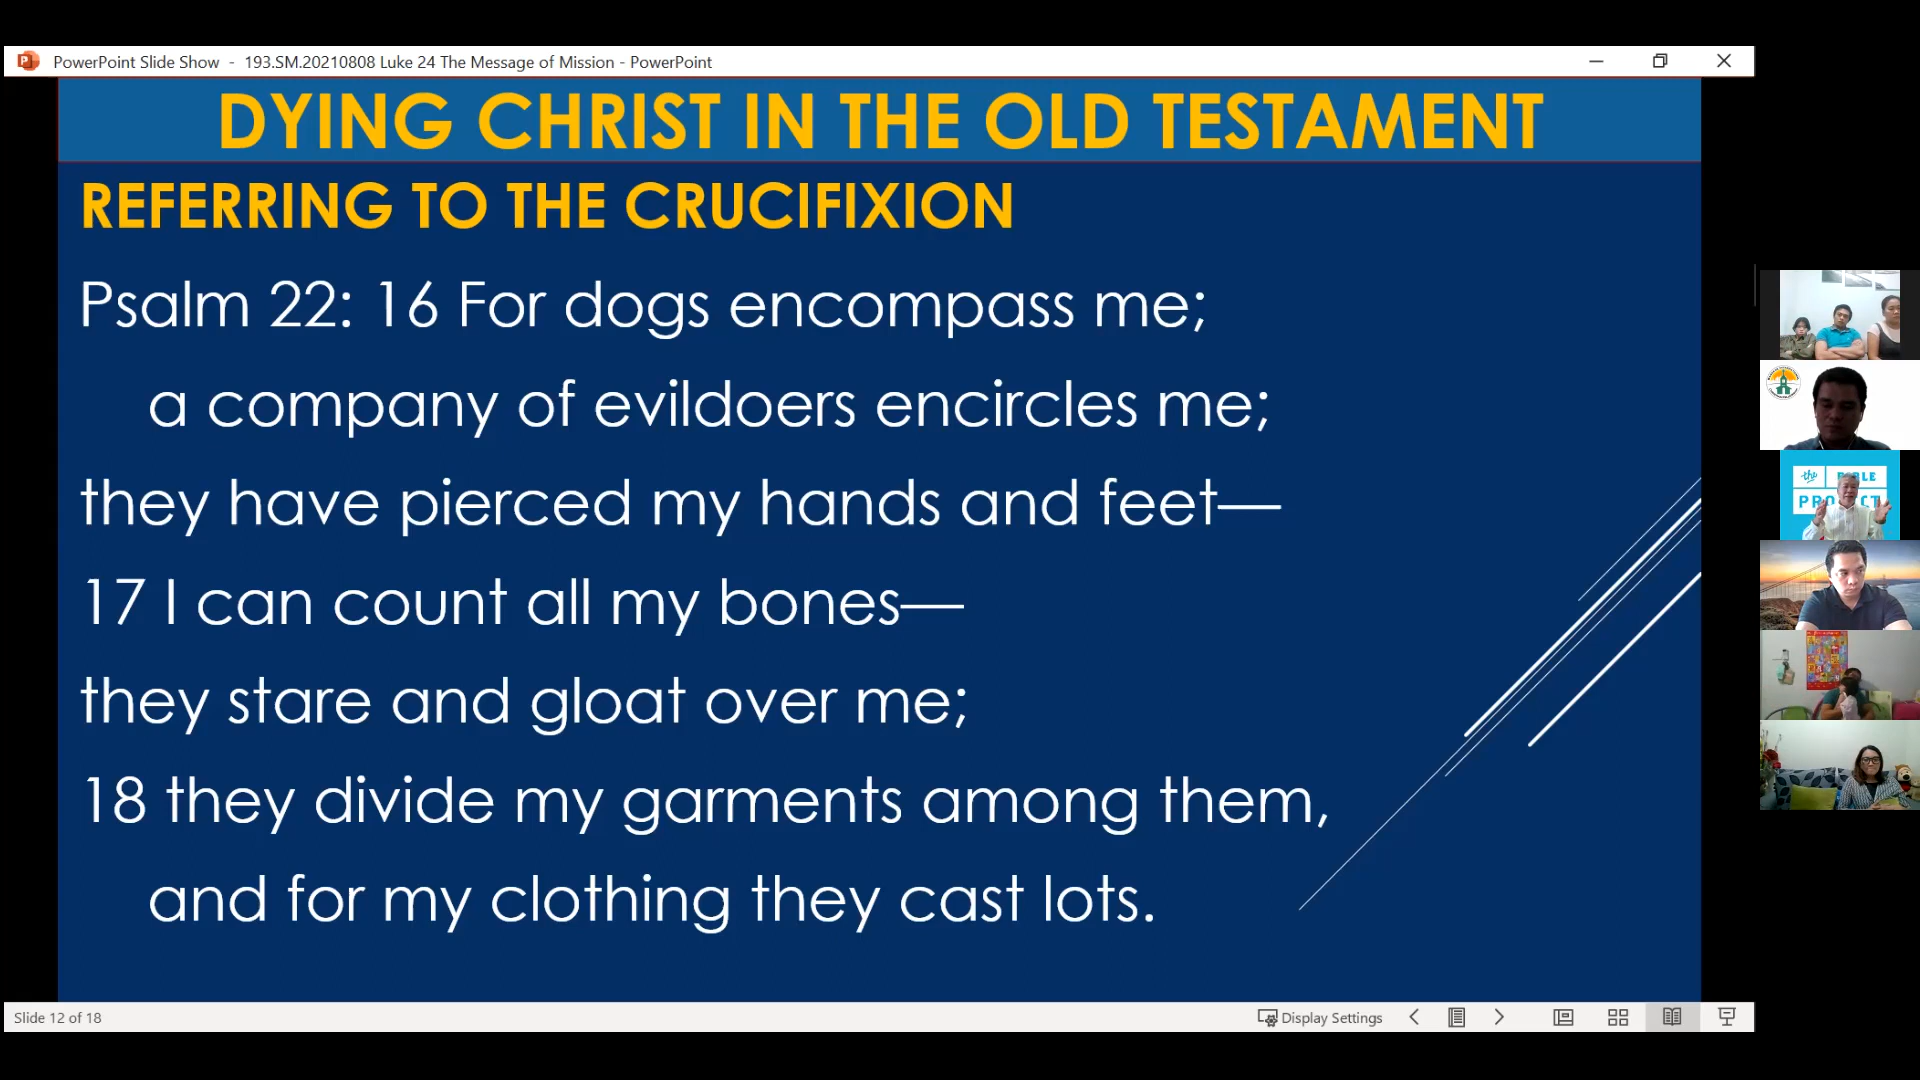 PowerPoint Slide Show - 193.SM.20210808 Luke 24 The Message of Mission - PowerPoint
DYING CHRIST IN THE OLD TESTAMENT
REFERRING TO THE CRUCIFIXION
Psalm 22: 16 For dogs encompass me;
a company of evildoers encircles me;
they have pierced my hands and feet—
17 I can count all my bones—
they stare and gloat over me;
18 they divide my garments among them,
and for my clothing they cast lots.
the
Slide 12 of 18
Display Settings